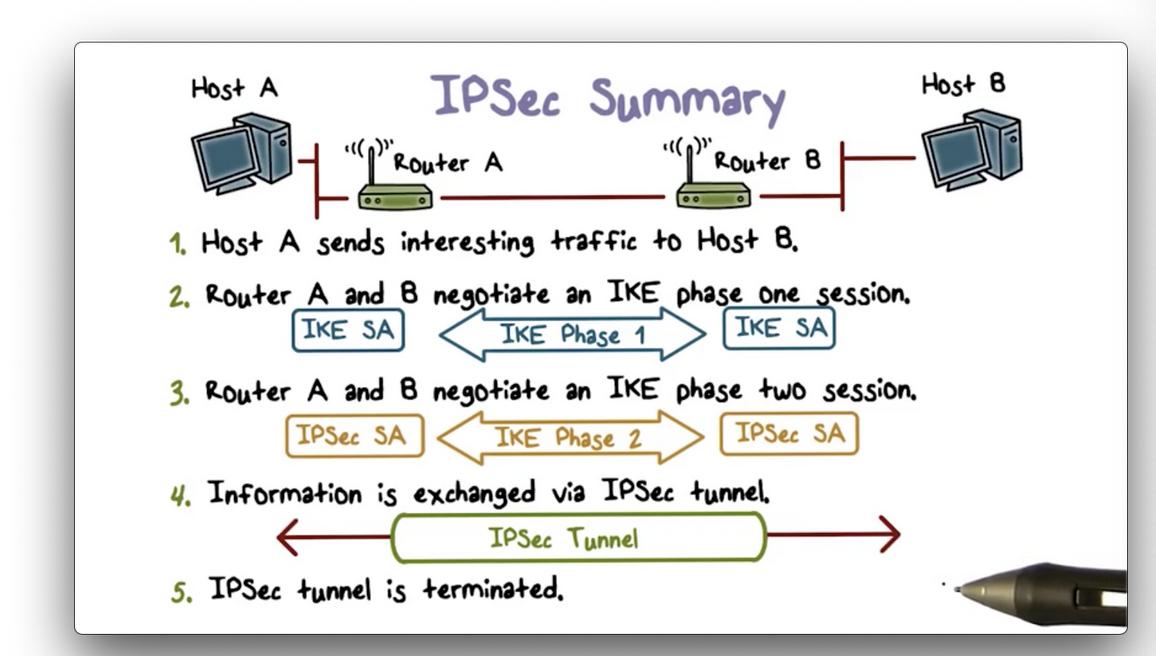 IPSec Summary
Host A
Host B
Router A
Router B
1. Host A sends interesting traffic to Host B.
2. Router A and B negotiate an IKE phase one session.
IKE SA
IKE Phase 1
IKE SA
3. Router A and B negotiate an IKE phase two session.
IPSec SA
IKE Phase 2
IPSec SA
4. Information is exchanged via IPSec tunnel.
IPSec Tunnel
5. IPSec tunnel is terminated.